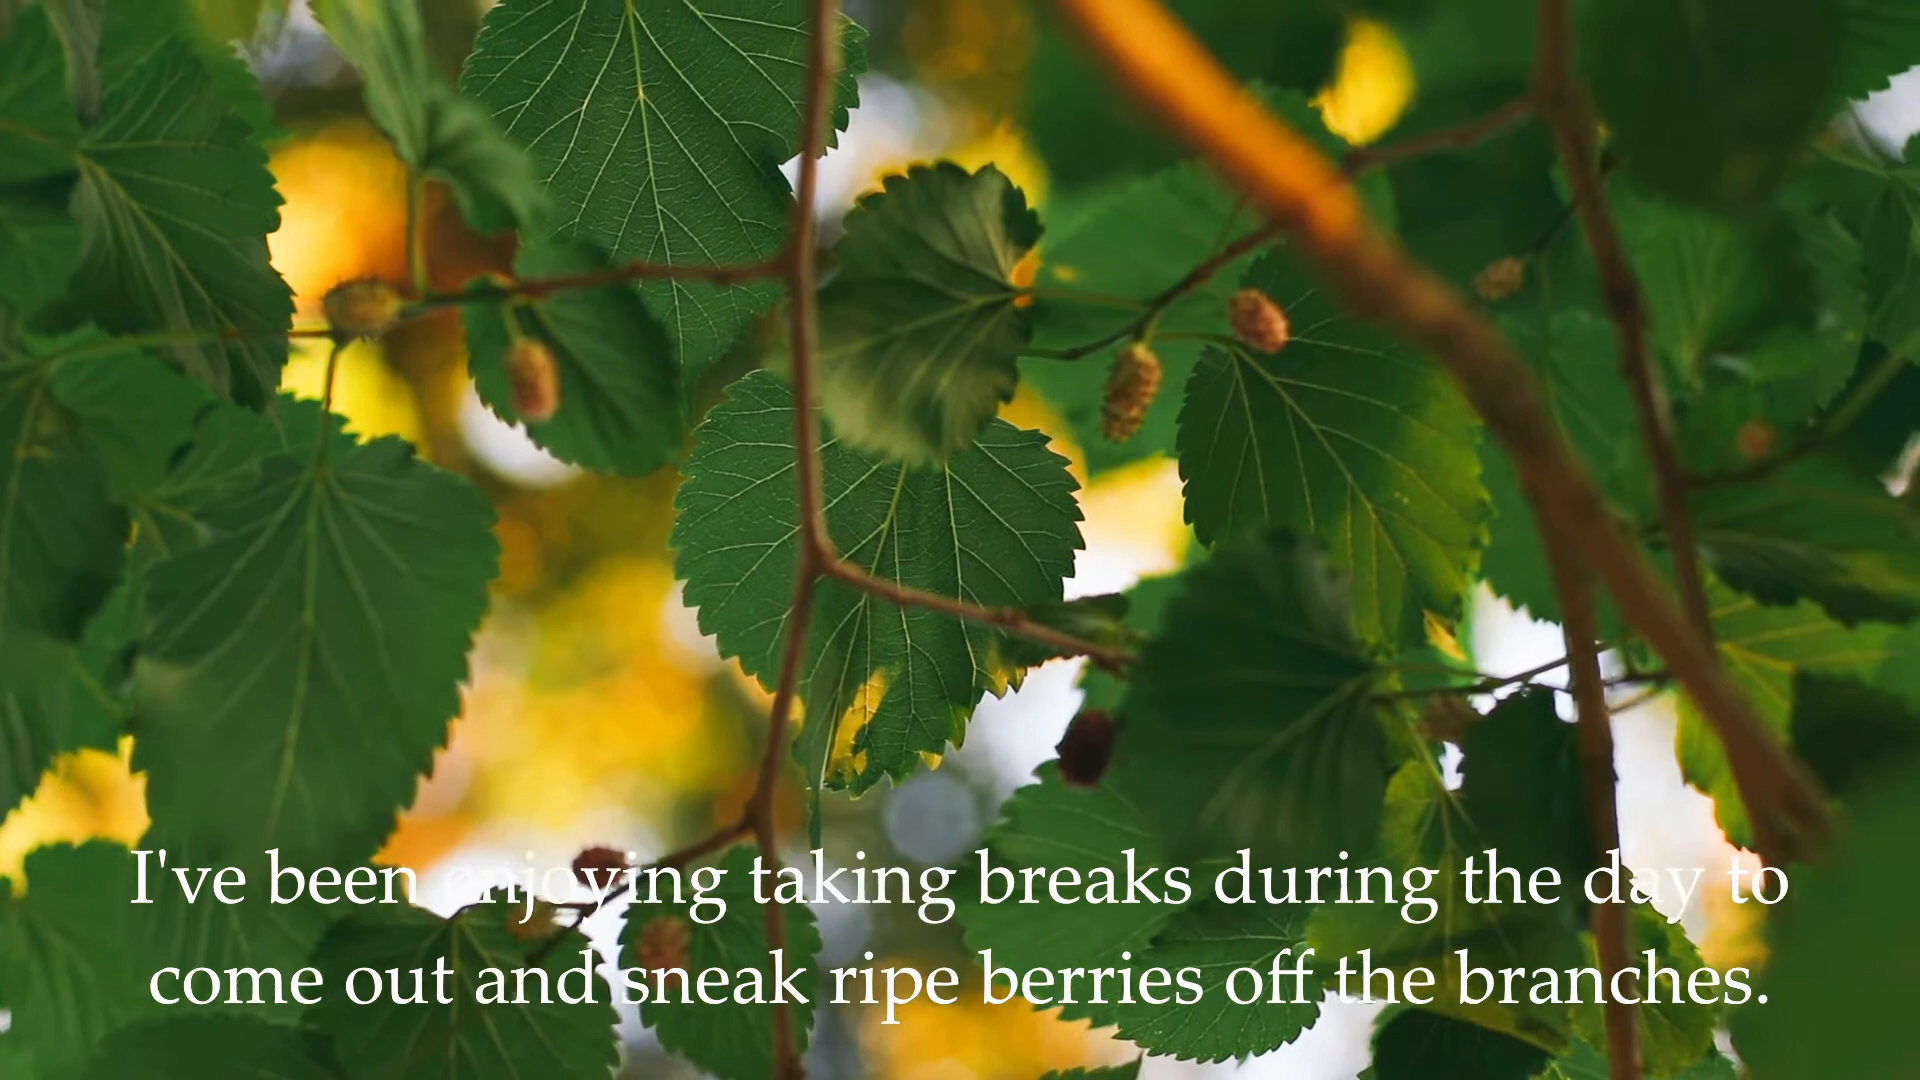 I've been enjoying taking breaks during the day to
come out and sneak ripe berries off the branches.